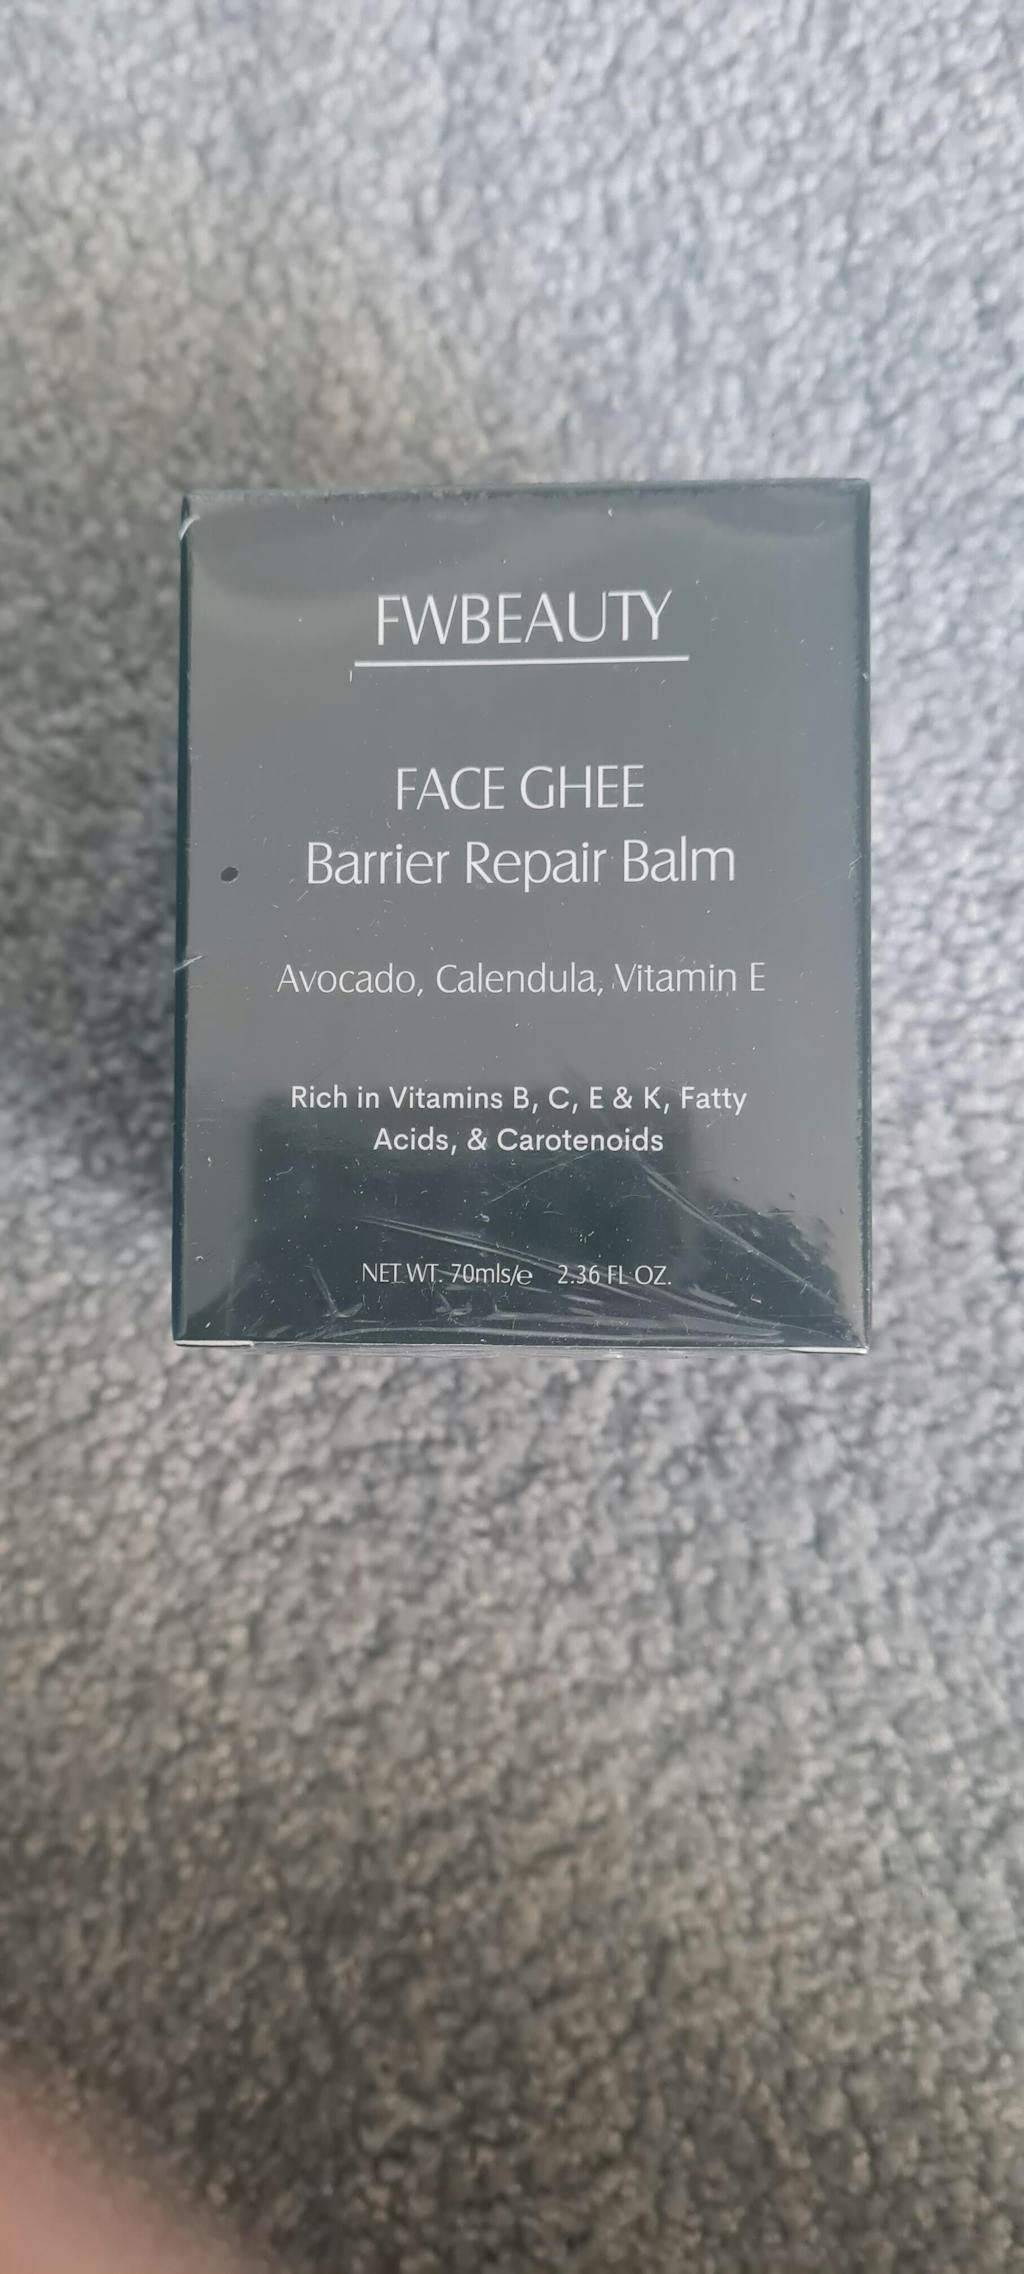 FWBEAUTY
FACE GHEE
Barrier Repair Balm
Avocado, Calendula, Vitamin E
Rich in Vitamins B, C, E & K, Fatty
Acids, & Carotenoids
NET WT. 70mls/e 2.36 FL OZ.